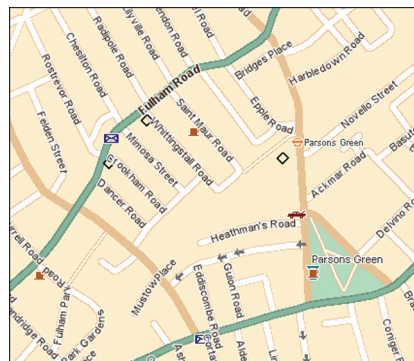 Lilyville Road
Radipole Road
Chesilton Road
Rostrevor Road
Felden Street
Bridges Place
Harbledown Road
Fulham Road
Saint Maur Road
Epple Road
Novello Street
Whittingstall Road
Parsons Green
Mimosa Street
Ackmar Road
Dancer Road
Heathman's Road
Delvino Road
Parsons Green
Mustow Place
Guion Road
Eddiscombe Road
Fulham Park Gardens